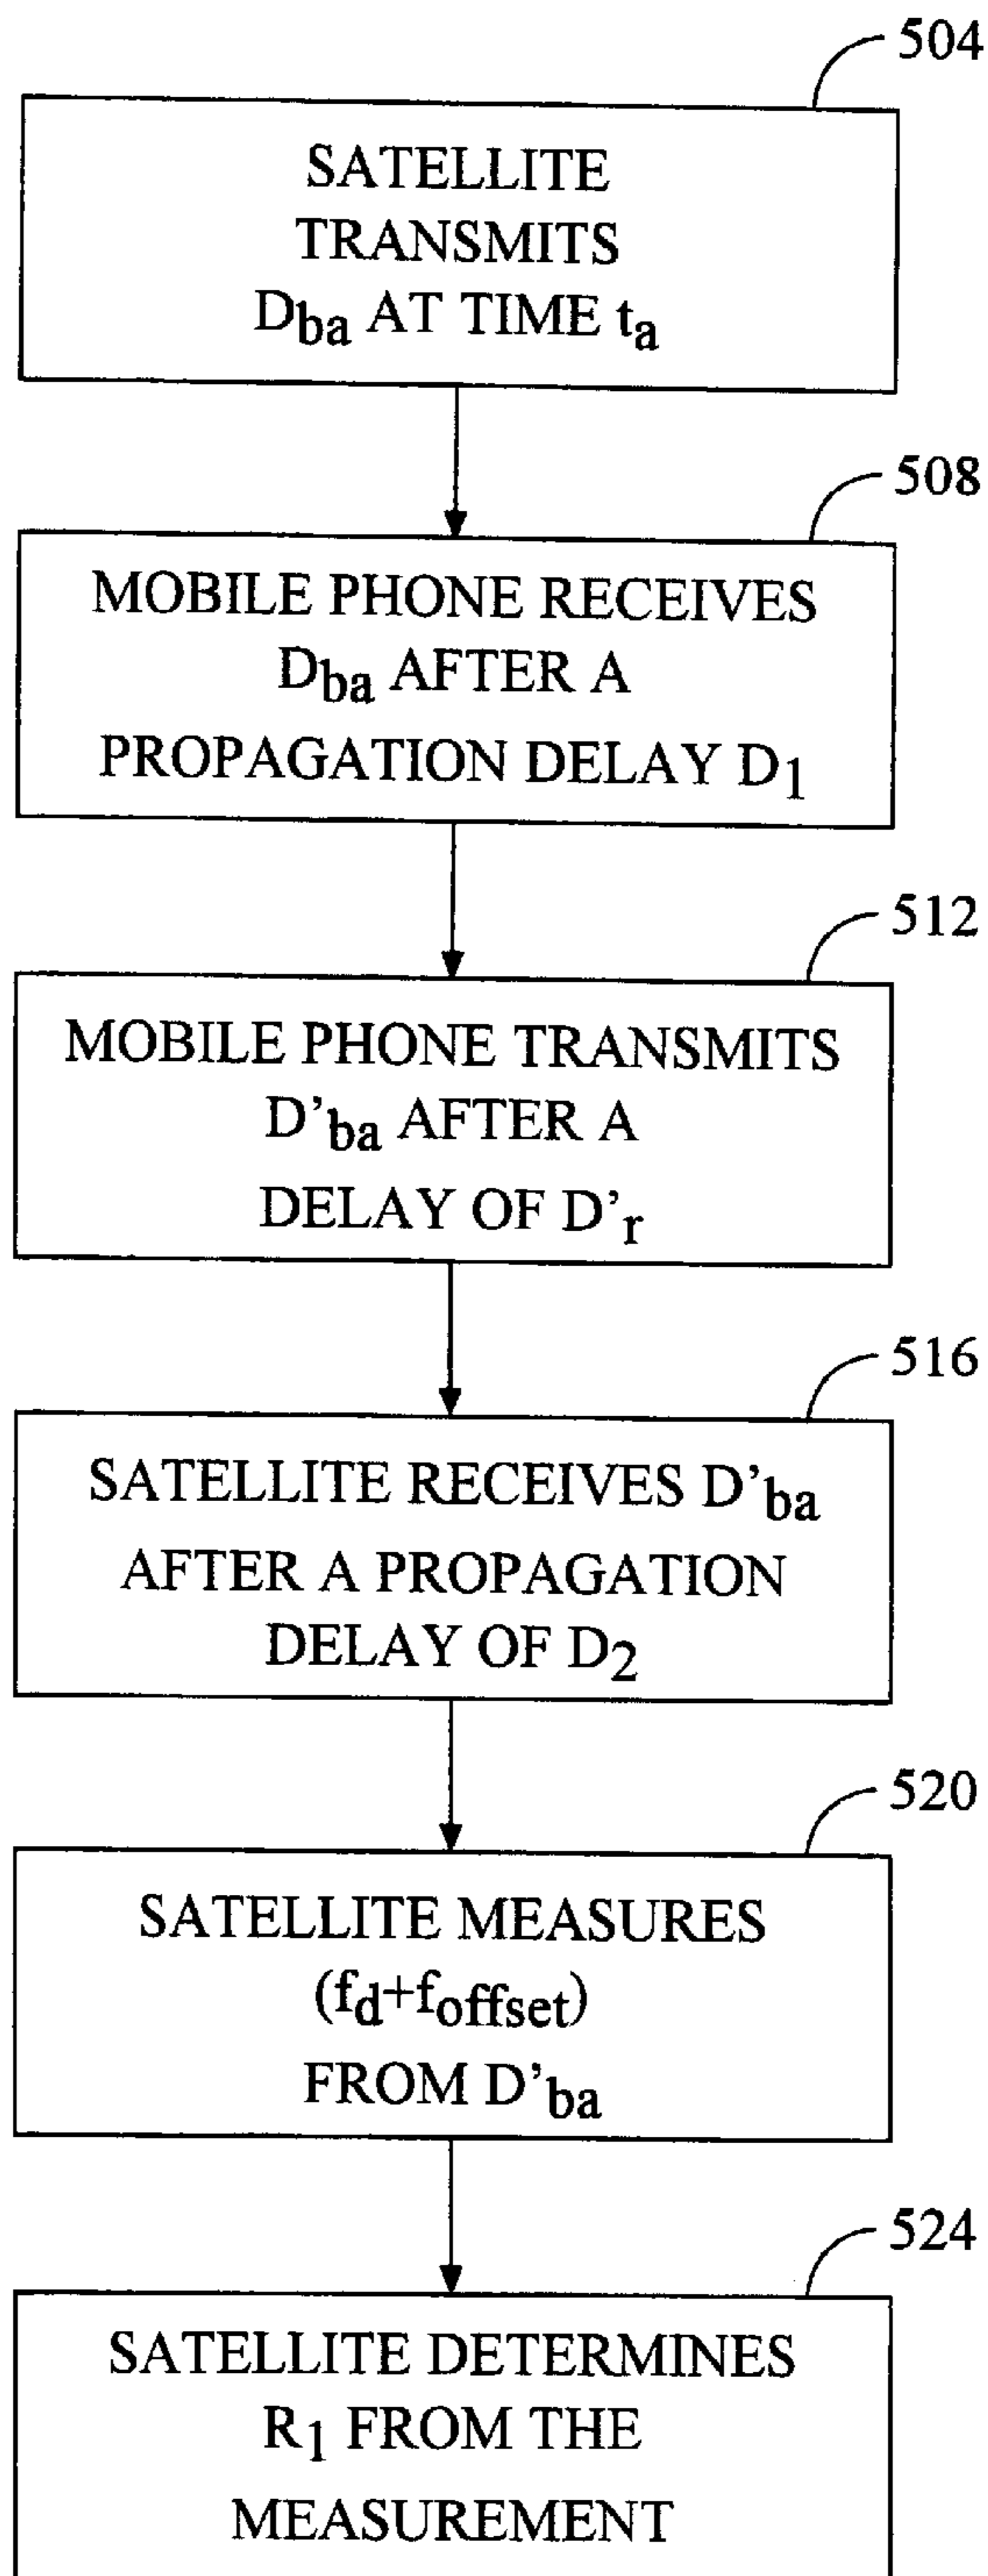 504
SATELLITE
TRANSMITS
Dba AT TIME ta
508
MOBILE PHONE RECEIVES
Dba AFTER A
PROPAGATION DELAY D1
512
MOBILE PHONE TRANSMITS
D'ba AFTER A
DELAY OF D'r
516
SATELLITE RECEIVES D'ba
AFTER A PROPAGATION
DELAY OF D2
520
SATELLITE MEASURES
(fd+foffset)
FROM D'ba
524
SATELLITE DETERMINES
R1 FROM THE
MEASUREMENT